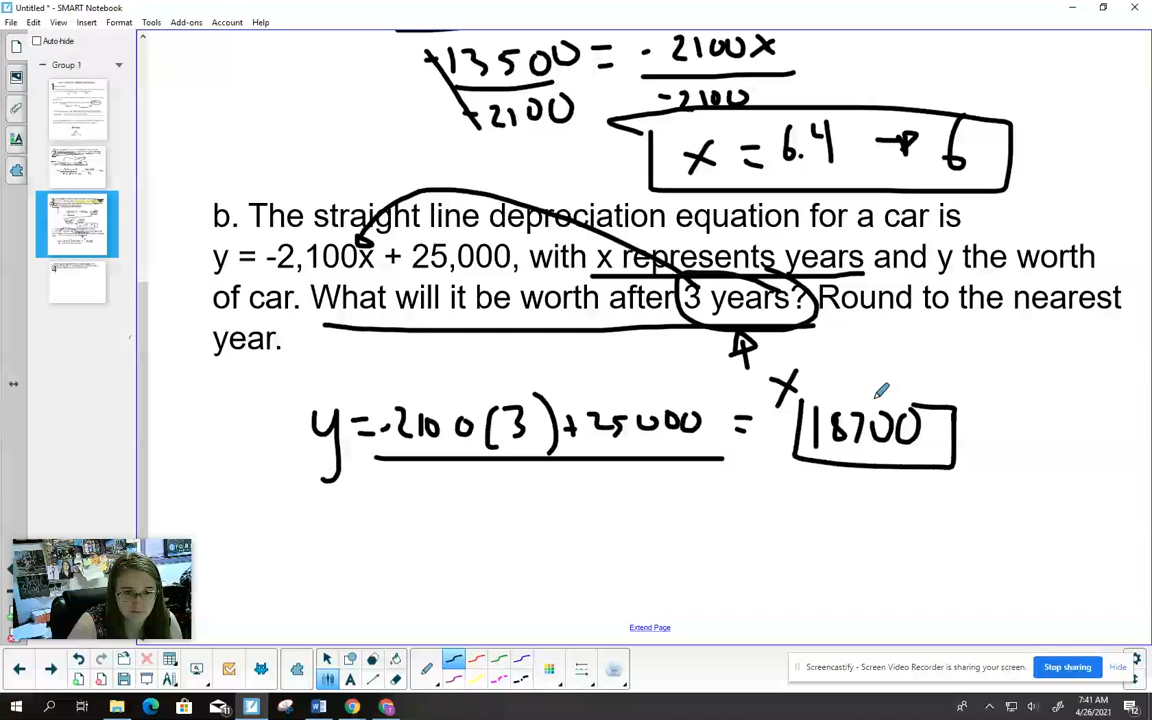 Untitled * - SMART Notebook
File Edit View Insert Format Tools Add-ons Account Help
Auto-hide
Group 1
1
2
3
4
+13500 = -2100x
+2100 -2100
x = 6.4 → 6
b. The straight line depreciation equation for a car is
y = -2,100x + 25,000, with x represents years and y the worth
of car. What will it be worth after 3 years? Round to the nearest
year.
x
y = -2100(3) + 25000 = 18700
Extend Page
Screencastify - Screen Video Recorder is sharing your screen.
Stop sharing
Hide
7:41 AM
4/26/2021